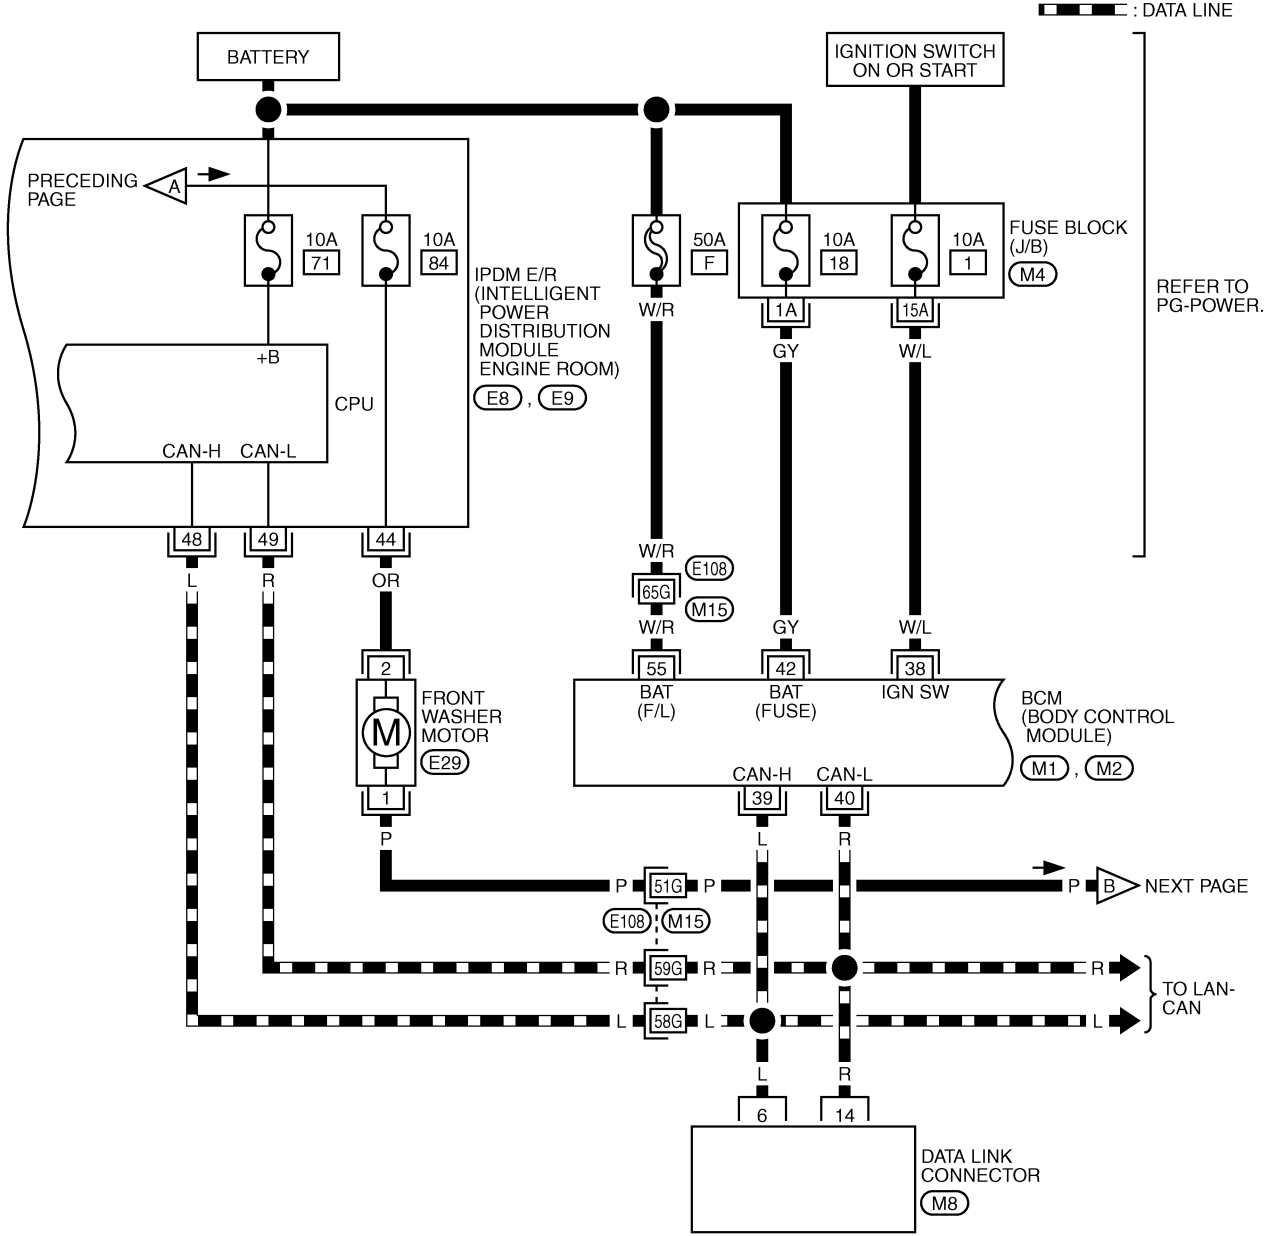 : DATA LINE
BATTERY
IGNITION SWITCH
ON OR START
PRECEDING
PAGE
A
10A
71
10A
84
50A
F
10A
18
10A
1
FUSE BLOCK
(J/B)
M4
REFER TO
PG-POWER.
IPDM E/R
(INTELLIGENT
POWER
DISTRIBUTION
MODULE
ENGINE ROOM)
E8 , E9
W/R
1A
15A
GY
W/L
+B
CPU
CAN-H
CAN-L
48
49
44
L
R
OR
W/R
E108
65G
M15
W/R
GY
W/L
2
M
FRONT
WASHER
MOTOR
E29
1
P
55
42
38
BAT
(F/L)
BAT
(FUSE)
IGN SW
BCM
(BODY CONTROL
MODULE)
M1 , M2
CAN-H
CAN-L
39
40
L
R
P
51G
P
P
B
NEXT PAGE
E108
M15
R
59G
R
R
L
58G
L
L
TO LAN-
CAN
L
R
6
14
DATA LINK
CONNECTOR
M8